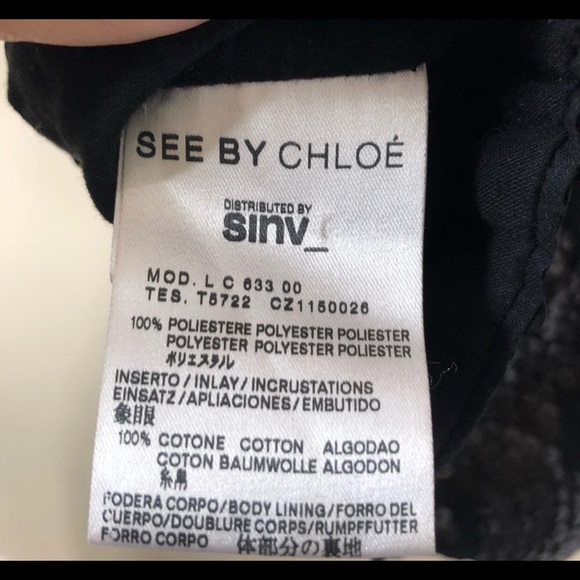 SEE BY CHLOÉ
DISTRIBUTED BY
sinv_
MOD. L C 633 00
TES. T5722 CZ1150026
100% POLIESTERE POLYESTER POLIESTER
POLYESTER POLYESTER POLIESTER
ポリエステル
INSERTO/INLAY/INCRUSTATIONS
EINSATZ/APLIACIONES/EMBUTIDO
象眼
100% COTONE COTTON ALGODAO
COTON BAUMWOLLE ALGODON
FODERA CORPO/BODY LINING/FORRO DEL
CUERPO/DOUBLURE CORPS/RUMPFFUTTER
FORRO CORPO 体部分の裏地